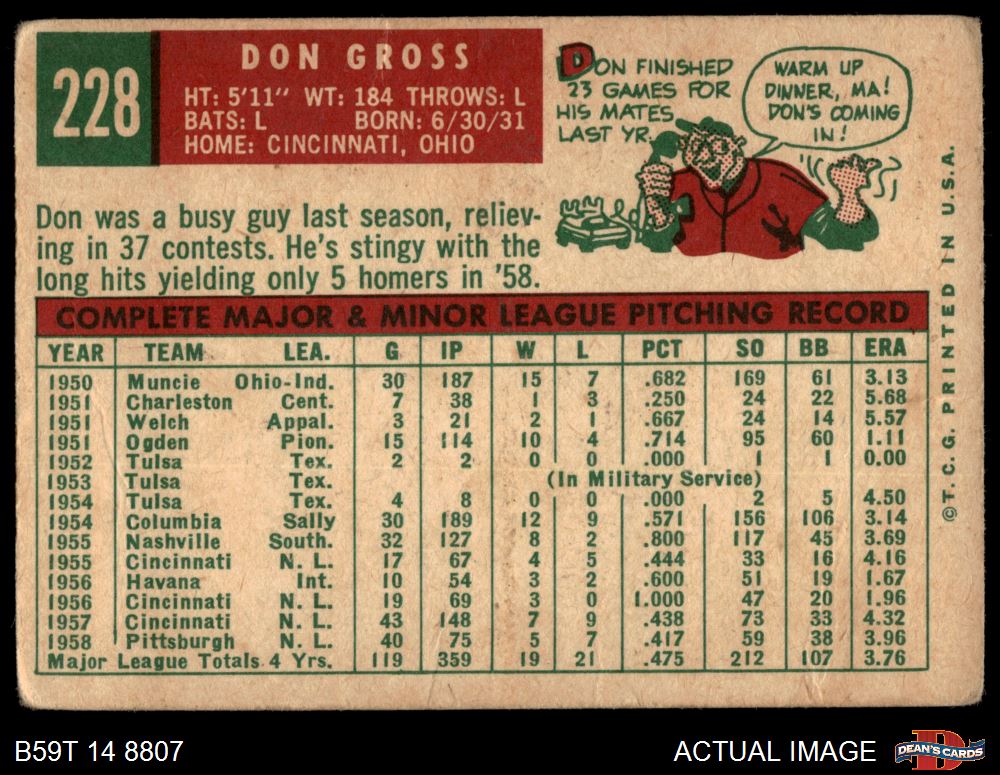 228
DON GROSS
HT: 5'11" WT: 184 THROWS: L
BATS: L BORN: 6/30/31
HOME: CINCINNATI, OHIO
DON FINISHED
23 GAMES FOR
HIS MATES
LAST YR.
WARM UP
DINNER, MA!
DON'S COMING
IN!
Don was a busy guy last season, reliev-
ing in 37 contests. He's stingy with the
long hits yielding only 5 homers in '58.
COMPLETE MAJOR & MINOR LEAGUE PITCHING RECORD
YEAR TEAM LEA. G IP W L PCT SO BB ERA
1950 Muncie Ohio-Ind. 30 187 15 7 .682 169 61 3.13
1951 Charleston Cent. 7 38 1 3 .250 24 22 5.68
1951 Welch Appal. 3 21 2 1 .667 24 14 5.57
1951 Ogden Pion. 15 114 10 4 .714 95 60 1.11
1952 Tulsa Tex. 2 2 0 0 .000 1 1 0.00
1953 Tulsa Tex. (In Military Service)
1954 Tulsa Tex. 4 8 0 0 .000 2 5 4.50
1954 Columbia Sally 30 189 12 9 .571 156 106 3.14
1955 Nashville South. 32 127 8 2 .800 117 45 3.69
1955 Cincinnati N. L. 17 67 4 5 .444 33 16 4.16
1956 Havana Int. 10 54 3 2 .600 51 19 1.67
1956 Cincinnati N. L. 19 69 3 0 1.000 47 20 1.96
1957 Cincinnati N. L. 43 148 7 9 .438 73 33 4.32
1958 Pittsburgh N. L. 40 75 5 7 .417 59 38 3.96
Major League Totals 4 Yrs. 119 359 19 21 .475 212 107 3.76
© T. C. G. PRINTED IN U.S.A.
B59T 14 8807
ACTUAL IMAGE
DEAN'S CARDS